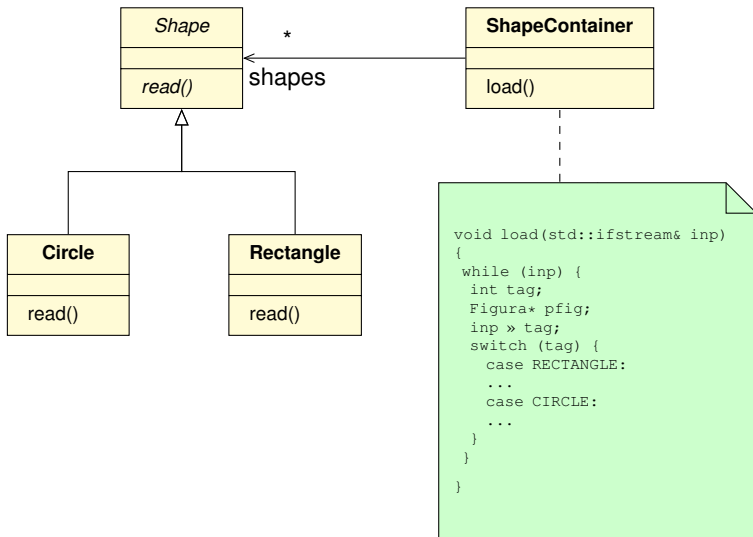 Shape
read()
*
shapes
ShapeContainer
load()
Circle
read()
Rectangle
read()
void load(std::ifstream& inp)
{
while (inp) {
int tag;
Figura* pfig;
inp » tag;
switch (tag) {
case RECTANGLE:
...
case CIRCLE:
...
}
}
}